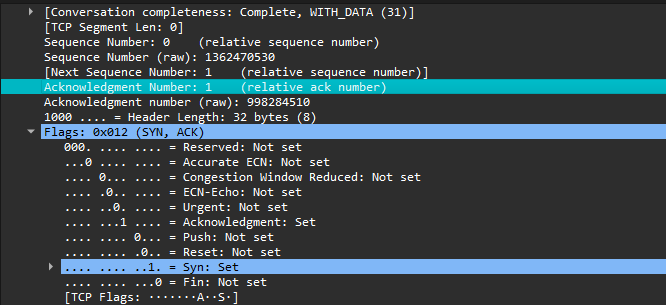 [Conversation completeness: Complete, WITH_DATA (31)]
[TCP Segment Len: 0]
Sequence Number: 0    (relative sequence number)
Sequence Number (raw): 1362470530
[Next Sequence Number: 1    (relative sequence number)]
Acknowledgment Number: 1    (relative ack number)
Acknowledgment number (raw): 998284510
1000 .... = Header Length: 32 bytes (8)
Flags: 0x012 (SYN, ACK)
000. .... .... = Reserved: Not set
...0 .... .... = Accurate ECN: Not set
.... 0... .... = Congestion Window Reduced: Not set
.... .0.. .... = ECN-Echo: Not set
.... ..0. .... = Urgent: Not set
.... ...1 .... = Acknowledgment: Set
.... .... 0... = Push: Not set
.... .... .0.. = Reset: Not set
.... .... ..1. = Syn: Set
.... .... ...0 = Fin: Not set
[TCP Flags: ·······A··S·]